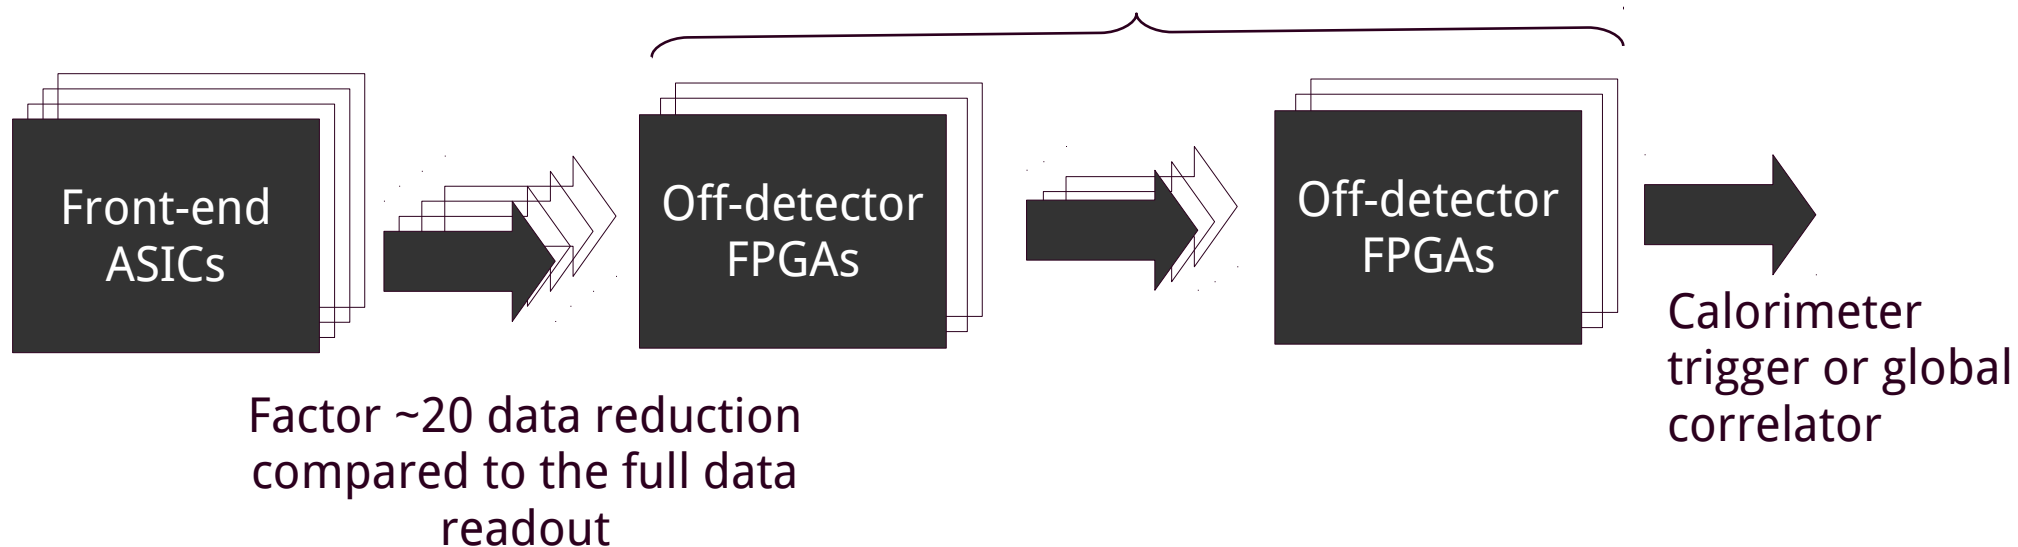 Front-end
ASICs
Off-detector
FPGAs
Off-detector
FPGAs
Calorimeter
trigger or global
correlator
Factor ~20 data reduction
compared to the full data
readout